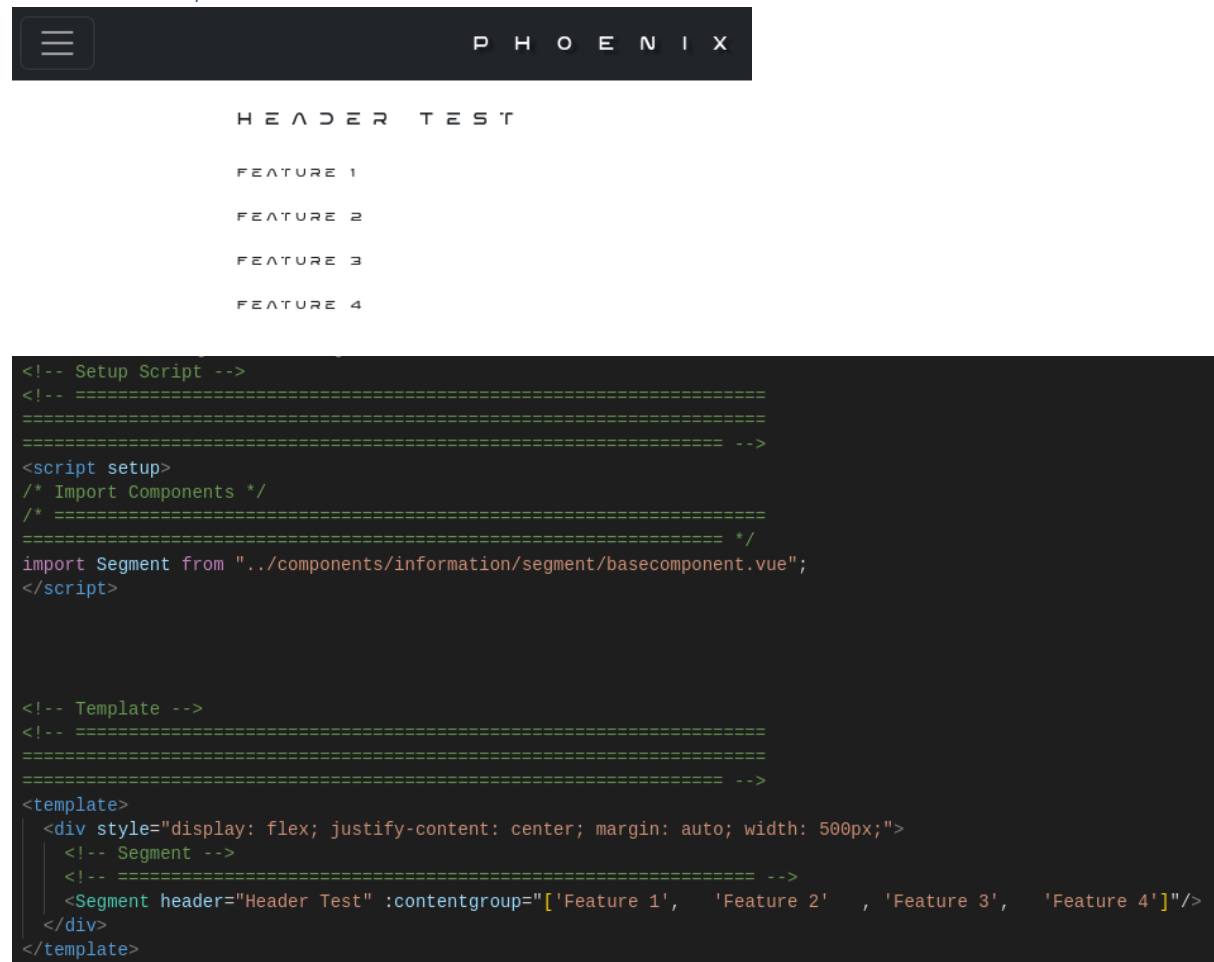 P H O E N I X
HEADER TEST
FEATURE 1
FEATURE 2
FEATURE 3
FEATURE 4
<!-- Setup Script -->
<!-- =================================================================
=====================================================================
================================================================== -->
<script setup>
/* Import Components */
/* ===================================================================
================================================================== */
import Segment from "../components/information/segment/basecomponent.vue";
</script>
<!-- Template -->
<!-- =================================================================
======================================================================
================================================================== -->
<template>
<div style="display: flex; justify-content: center; margin: auto; width: 500px;">
<!-- Segment -->
<!-- ============================================================ -->
<Segment header="Header Test" :contentgroup="['Feature 1',   'Feature 2'   , 'Feature 3',   'Feature 4']"/>
</div>
</template>